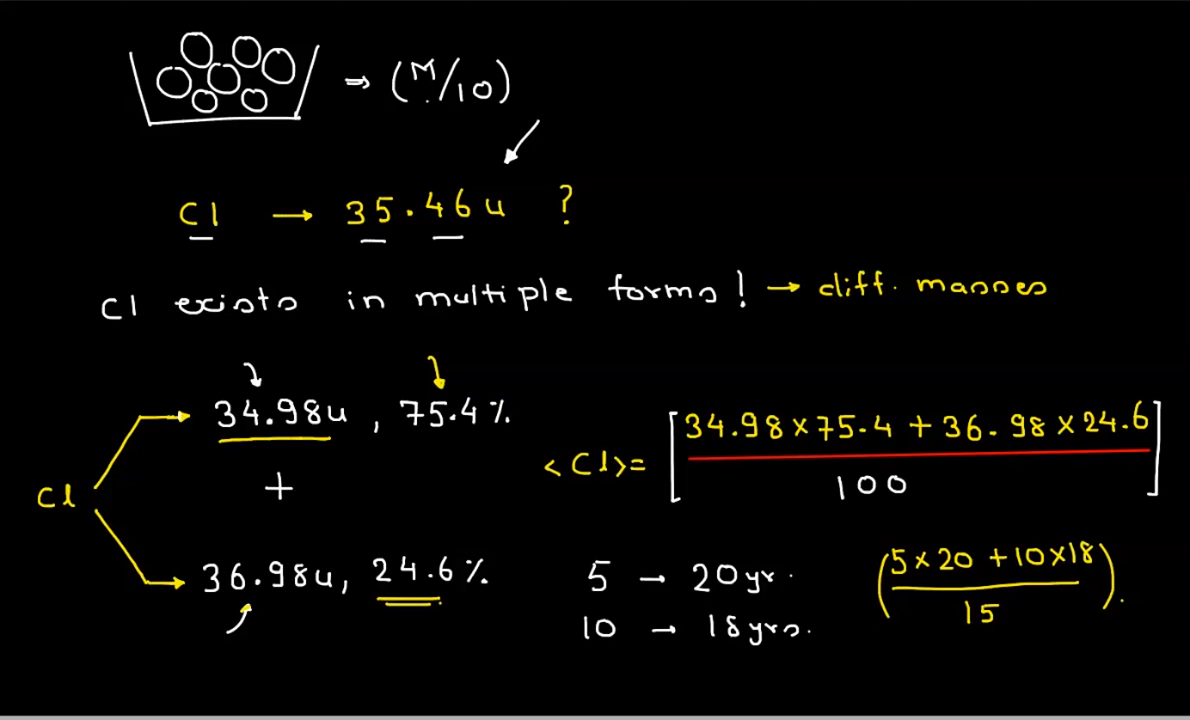 ⇒ (M/10)
Cl → 35.46u ?
Cl exists in multiple forms! → diff. masses
34.98u, 75.4%
<Cl>= [34.98×75.4 + 36.98×24.6]
100
+
Cl
36.98u, 24.6%
5 → 20yr.
(5×20 + 10×18).
15
10 → 18yrs.